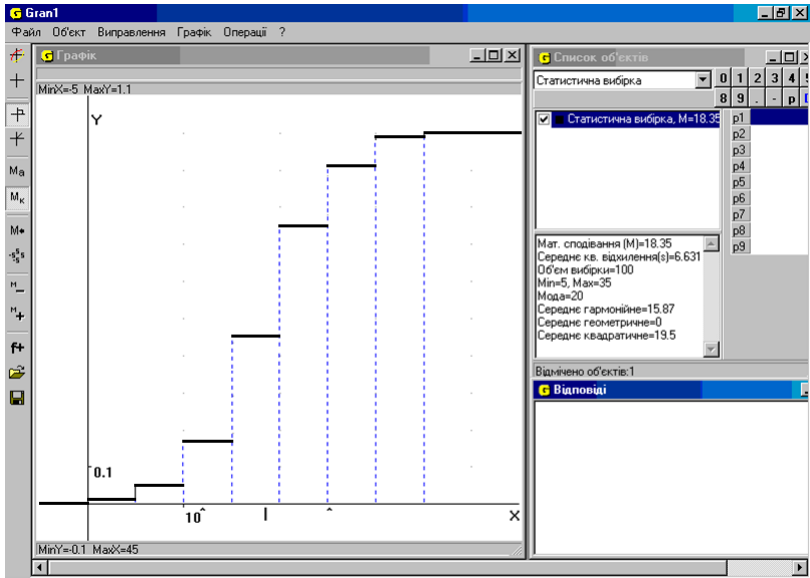 Gran1
Файл Об'єкт Виправлення Графік Операції ?
Графік
MinX=-5 MaxY=1.1
Y
0.1
10
X
MinY=-0.1 MaxX=45
Ma
Mк
M*
M
M
f+
Список об'єктів
Статистична вибірка
0 1 2 3 4
8 9 . - p
Статистична вибірка, M=18.35
p1
p2
p3
p4
p5
p6
p7
p8
p9
Мат. сподівання (M)=18.35
Середнє кв. відхилення(s)=6.631
Об'єм вибірки=100
Min=5, Max=35
Мода=20
Середнє гармонійне=15.87
Середнє геометричне=0
Середнє квадратичне=19.5
Відмічено об'єктів:1
Відповіді